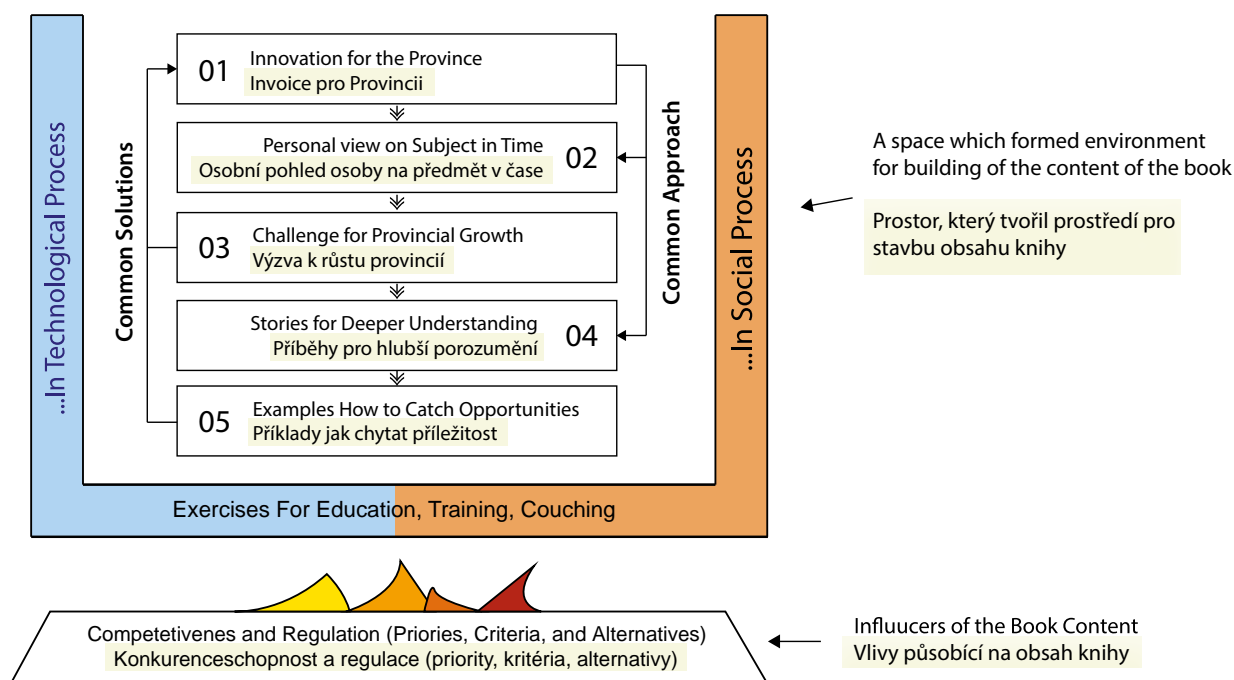 ...In Technological Process
Common Solutions
01
Innovation for the Province
Invoice pro Provincii
Personal view on Subject in Time
Osobní pohled osoby na předmět v čase
02
03
Challenge for Provincial Growth
Výzva k růstu provincií
Stories for Deeper Understanding
Příběhy pro hlubší porozumění
04
05
Examples How to Catch Opportunities
Příklady jak chytat příležitost
Common Approach
...In Social Process
Exercises For Education, Training, Couching
A space which formed environment
for building of the content of the book
Prostor, který tvořil prostředí pro
stavbu obsahu knihy
Competetivenes and Regulation (Priories, Criteria, and Alternatives)
Konkurenceschopnost a regulace (priority, kritéria, alternativy)
Influucers of the Book Content
Vlivy působící na obsah knihy